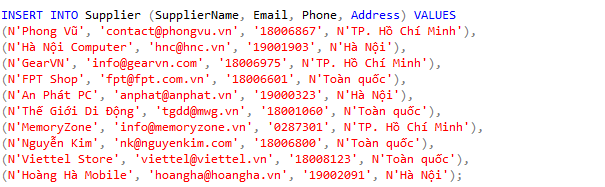 INSERT INTO Supplier (SupplierName, Email, Phone, Address) VALUES
(N'Phong Vũ', 'contact@phongvu.vn', '18006867', N'TP. Hồ Chí Minh'),
(N'Hà Nội Computer', 'hnc@hnc.vn', '19001903', N'Hà Nội'),
(N'GearVN', 'info@gearvn.com', '18006975', N'TP. Hồ Chí Minh'),
(N'FPT Shop', 'fpt@fpt.com.vn', '18006601', N'Toàn quốc'),
(N'An Phát PC', 'anphat@anphat.vn', '19000323', N'Hà Nội'),
(N'Thế Giới Di Động', 'tgdd@mwg.vn', '18001060', N'Toàn quốc'),
(N'MemoryZone', 'info@memoryzone.vn', '0287301', N'TP. Hồ Chí Minh'),
(N'Nguyễn Kim', 'nk@nguyenkim.com', '18006800', N'Toàn quốc'),
(N'Viettel Store', 'viettel@viettel.vn', '18008123', N'Toàn quốc'),
(N'Hoàng Hà Mobile', 'hoangha@hoangha.vn', '19002091', N'Hà Nội');